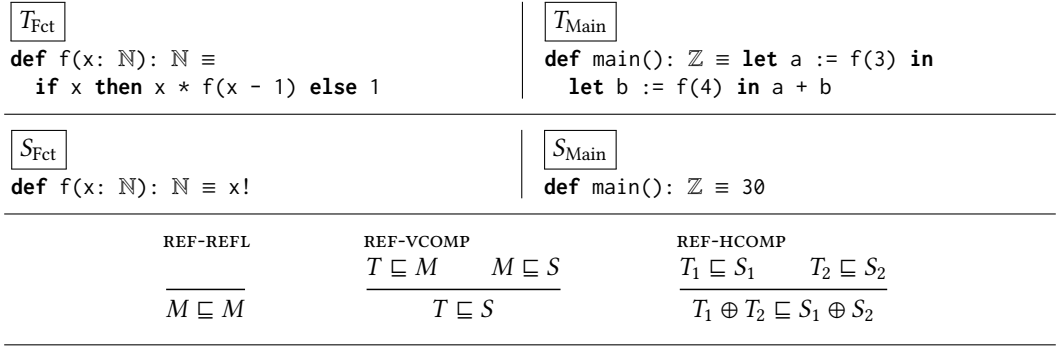 T_Fct
def f(x: ℕ): ℕ ≡
if x then x * f(x - 1) else 1
T_Main
def main(): ℤ ≡ let a := f(3) in
let b := f(4) in a + b
S_Fct
def f(x: ℕ): ℕ ≡ x!
S_Main
def main(): ℤ ≡ 30
REF-REFL
M ⊑ M
REF-VCOMP
T ⊑ M M ⊑ S
T ⊑ S
REF-HCOMP
T₁ ⊑ S₁ T₂ ⊑ S₂
T₁ ⊕ T₂ ⊑ S₁ ⊕ S₂